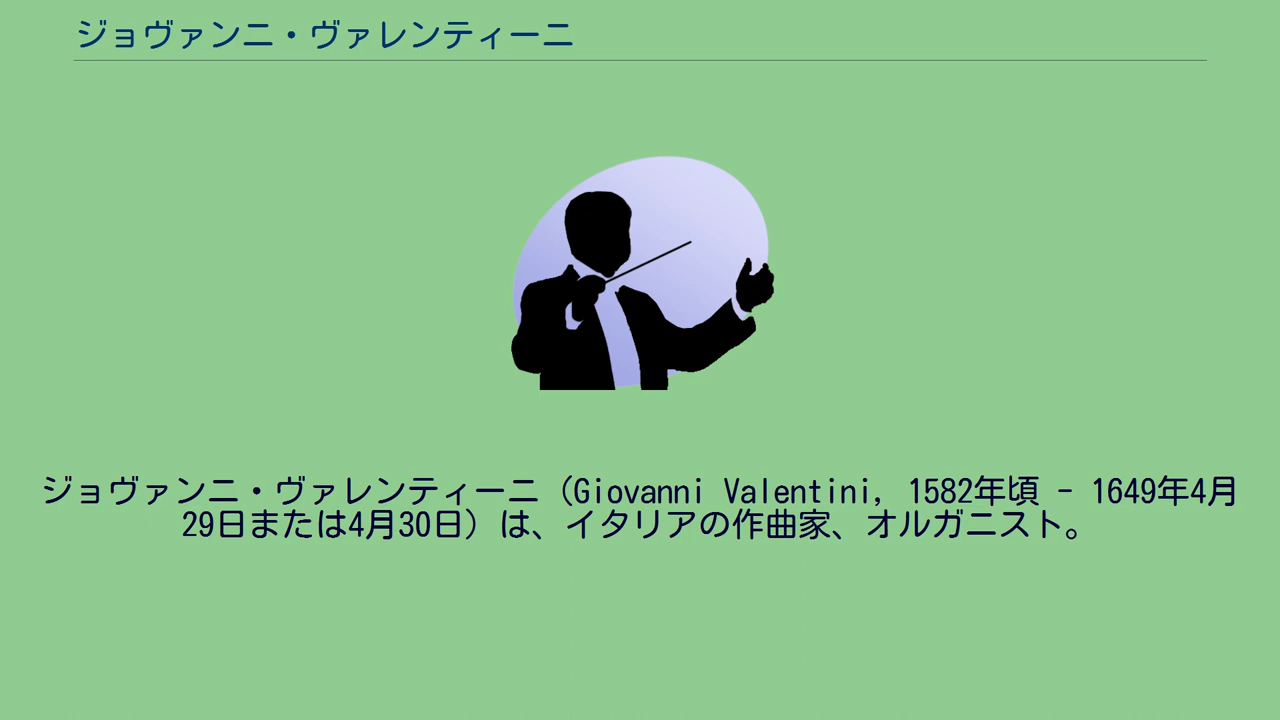 ジョヴァンニ・ヴァレンティーニ
ジョヴァンニ・ヴァレンティーニ（Giovanni Valentini, 1582年頃 - 1649年4月
29日または4月30日）は、イタリアの作曲家、オルガニスト。